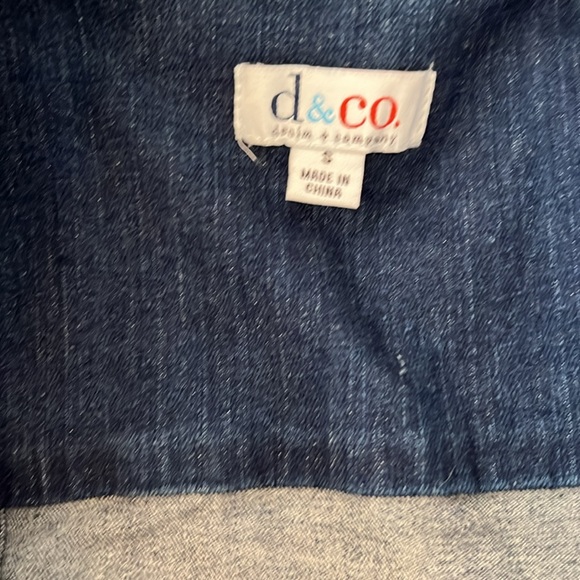 d&co.
denim & company
S
MADE IN
CHINA